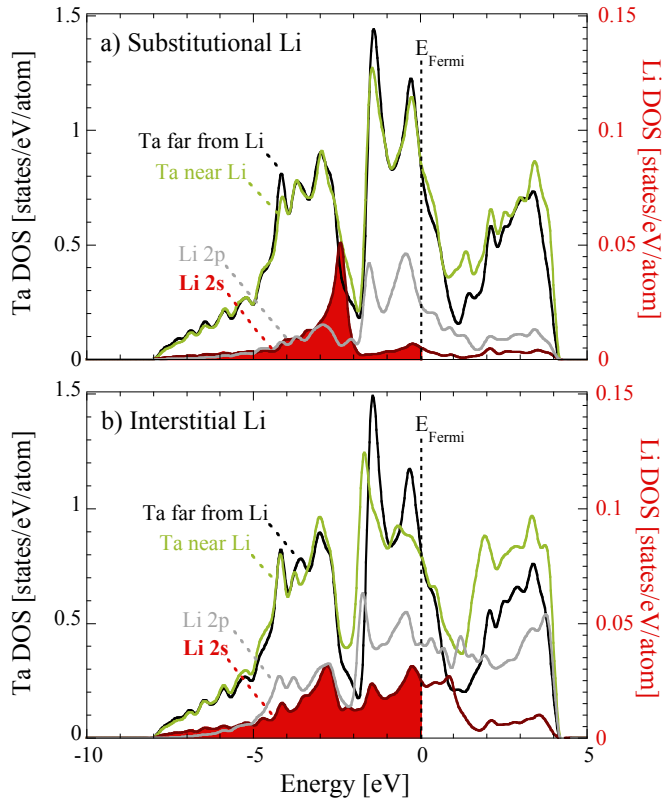 a) Substitutional Li
E
Fermi
Ta far from Li
Ta near Li
Li 2p
Li 2s
Ta DOS [states/eV/atom]
1.5
1
0.5
0
Li DOS [states/eV/atom]
0.15
0.1
0.05
0
b) Interstitial Li
E
Fermi
Ta far from Li
Ta near Li
Li 2p
Li 2s
Ta DOS [states/eV/atom]
1.5
1
0.5
0
Li DOS [states/eV/atom]
0.15
0.1
0.05
0
-10
-5
0
5
Energy [eV]